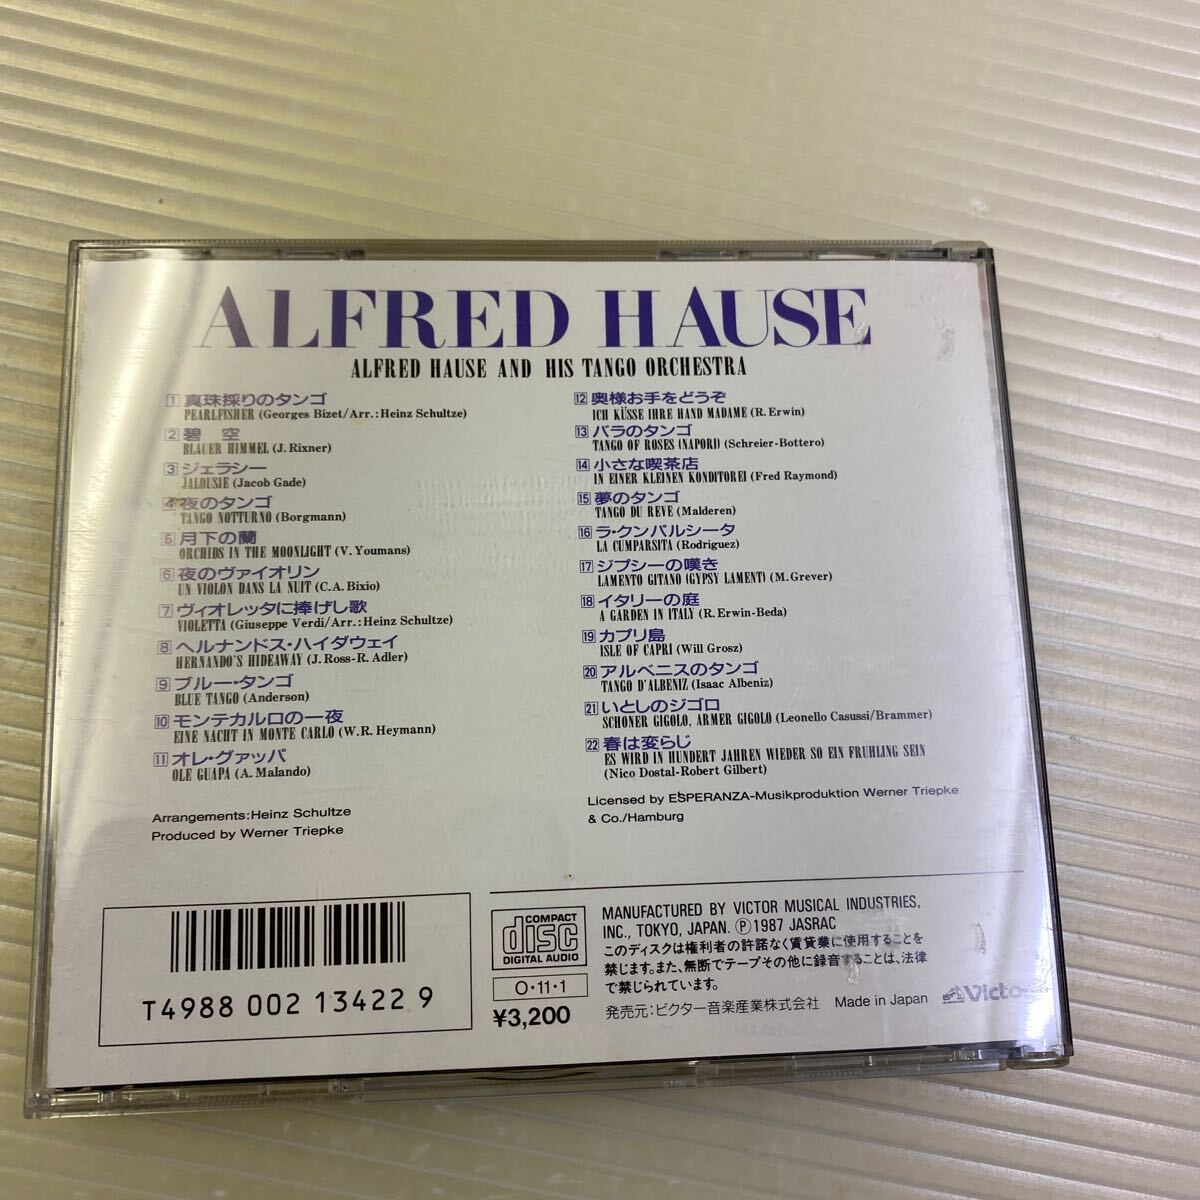 ALFRED HAUSE
ALFRED HAUSE AND HIS TANGO ORCHESTRA
1 真珠採りのタンゴ
PEARLFISHER (Georges Bizet/Arr.:Heinz Schultze)
2 碧 空
BLAUER HIMMEL (J. Rixner)
3 ジェラシー
JALOUSIE (Jacob Gade)
4 夜のタンゴ
TANGO NOTTURNO (Borgmann)
5 月下の蘭
ORCHIDS IN THE MOONLIGHT (V. Youmans)
6 夜のヴァイオリン
UN VIOLON DANS LA NUIT (C.A. Bixio)
7 ヴィオレッタに捧げし歌
VIOLETTA (Giuseppe Verdi/Arr.: Heinz Schultze)
8 ヘルナンドス・ハイダウェイ
HERNANDO'S HIDEAWAY (J. Ross-R. Adler)
9 ブルー・タンゴ
BLUE TANGO (Anderson)
10 モンテカルロの一夜
EINE NACHT IN MONTE CARLO (W.R. Heymann)
11 オレ・グァッパ
OLE GUAPA (A. Malando)
Arrangements:Heinz Schultze
Produced by Werner Triepke
12 奥様お手をどうぞ
ICH KÜSSE IHRE HAND MADAME (R. Erwin)
13 バラのタンゴ
TANGO OF ROSES (NAPORI) (Schreier-Bottero)
14 小さな喫茶店
IN EINER KLEINEN KONDITOREI (Fred Raymond)
15 夢のタンゴ
TANGO DU REVE (Malderen)
16 ラ・クンパルシータ
LA CUMPARSITA (Rodriguez)
17 ジプシーの嘆き
LAMENTO GITANO (GYPSY LAMENT) (M. Grever)
18 イタリーの庭
A GARDEN IN ITALY (R. Erwin-Beda)
19 カプリ島
ISLE OF CAPRI (Will Grosz)
20 アルベニスのタンゴ
TANGO D'ALBENIZ (Isaac Albeniz)
21 いとしのジゴロ
SCHONER GIGOLO, ARMER GIGOLO (Leonello Casussi/Brammer)
22 春は変らじ
ES WIRD IN HUNDERT JAHREN WIEDER SO EIN FRUHLING SEIN
(Nico Dostal-Robert Gilbert)
Licensed by ESPERANZA-Musikproduktion Werner Triepke
& Co./Hamburg
T4988 002 13422 9
COMPACT
disc
DIGITAL AUDIO
O・11・1
¥3,200
MANUFACTURED BY VICTOR MUSICAL INDUSTRIES,
INC., TOKYO, JAPAN. Ⓟ1987 JASRAC
このディスクは権利者の許諾なく賃貸業に使用することを
禁じます。また、無断でテープその他に録音することは、法律
で禁じられています。
発売元:ビクター音楽産業株式会社 Made in Japan Victo